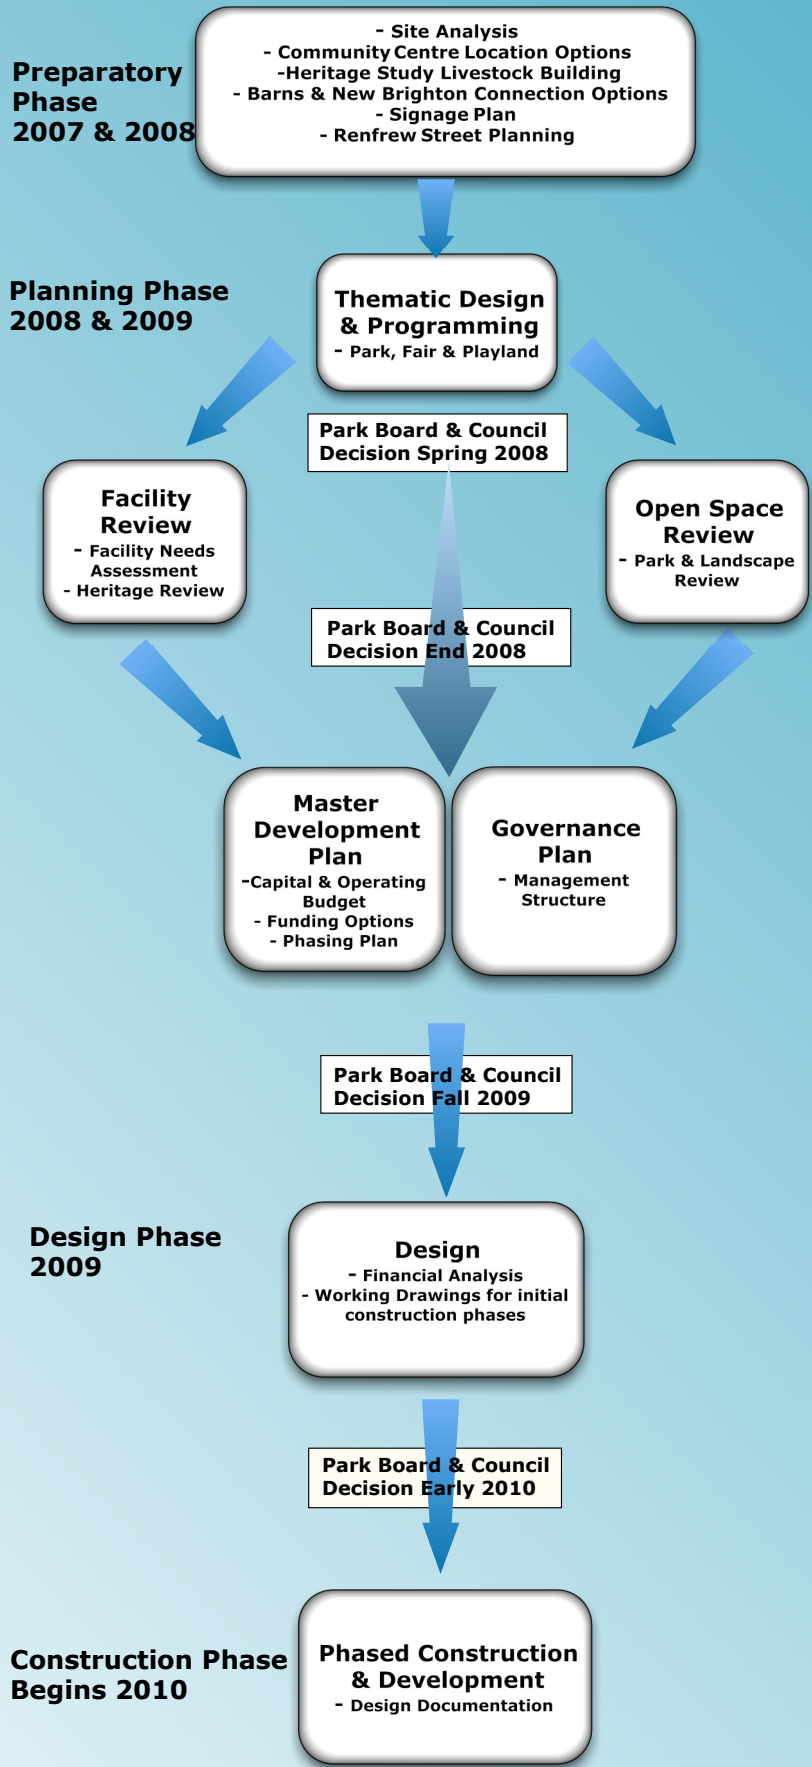 Preparatory
Phase
2007 & 2008
- Site Analysis
- Community Centre Location Options
-Heritage Study Livestock Building
- Barns & New Brighton Connection Options
- Signage Plan
- Renfrew Street Planning
Planning Phase
2008 & 2009
Thematic Design
& Programming
- Park, Fair & Playland
Park Board & Council
Decision Spring 2008
Facility
Review
- Facility Needs
Assessment
- Heritage Review
Open Space
Review
- Park & Landscape
Review
Park Board & Council
Decision End 2008
Master
Development
Plan
-Capital & Operating
Budget
- Funding Options
- Phasing Plan
Governance
Plan
- Management
Structure
Park Board & Council
Decision Fall 2009
Design Phase
2009
Design
- Financial Analysis
- Working Drawings for initial
construction phases
Park Board & Council
Decision Early 2010
Construction Phase
Begins 2010
Phased Construction
& Development
- Design Documentation